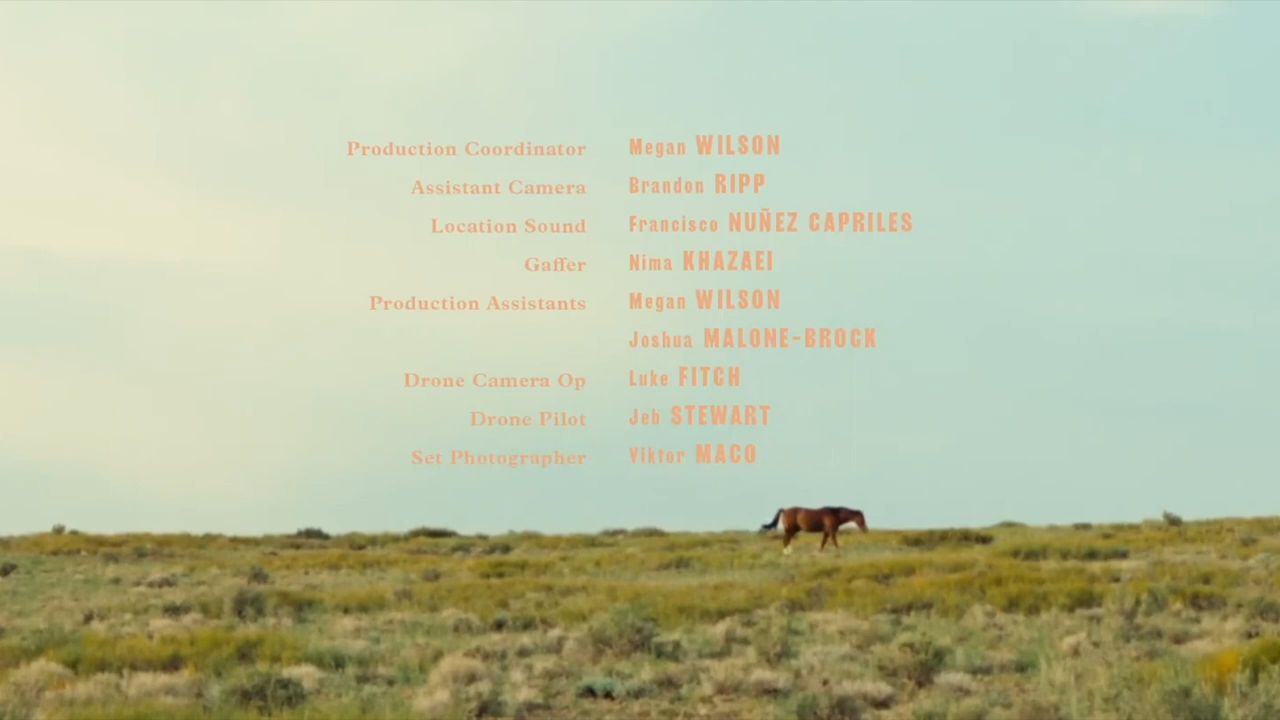 Production Coordinator Megan WILSON
Assistant Camera Brandon RIPP
Location Sound Francisco NUÑEZ CAPRILES
Gaffer Nima KHAZAEI
Production Assistants Megan WILSON
Joshua MALONE-BROCK
Drone Camera Op Luke FITCH
Drone Pilot Jeb STEWART
Set Photographer Viktor MACO